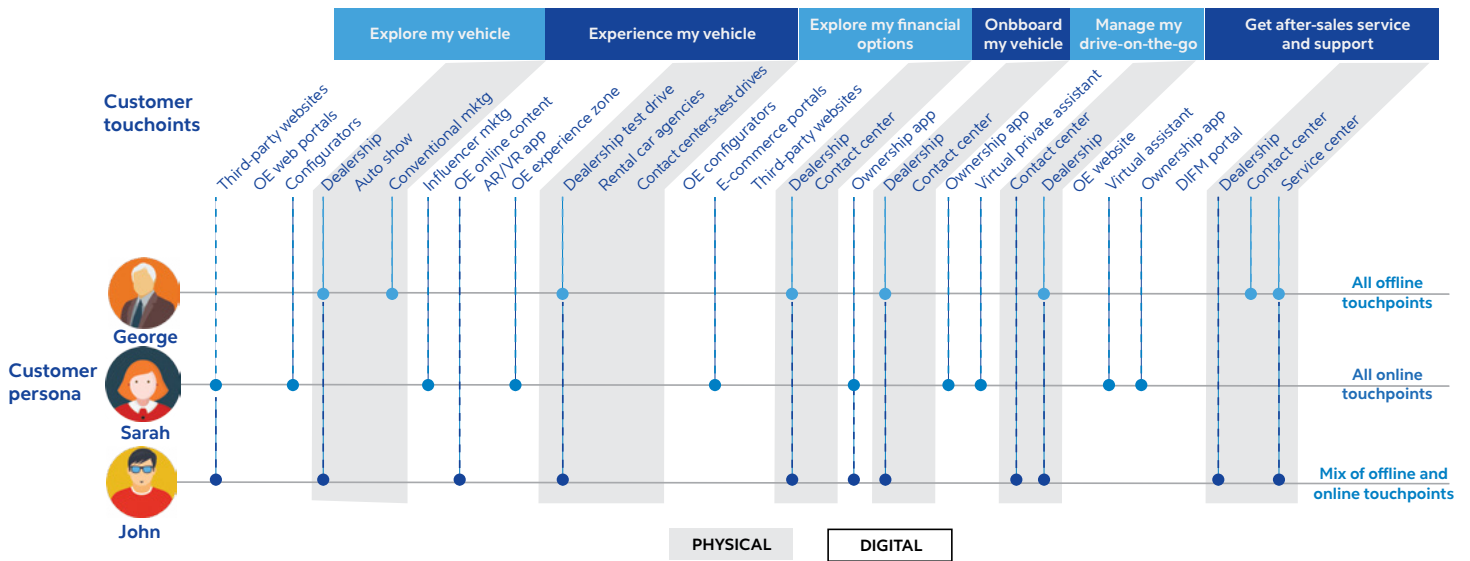 Explore my vehicle
Experience my vehicle
Explore my financial
options
Onbboard
my vehicle
Manage my
drive-on-the-go
Get after-sales service
and support
Customer
touchoints
Third-party websites
OE web portals
Configurators
Dealership
Auto show
Conventional mktg
Influencer mktg
OE online content
AR/VR app
OE experience zone
Dealership test drive
Rental car agencies
Contact centers-test drives
OE configurators
E-commerce portals
Third-party websites
Dealership
Contact center
Ownership app
Dealership
Contact center
Ownership app
Virtual private assistant
Contact center
Dealership
OE website
Virtual assistant
Ownership app
DIFM portal
Dealership
Contact center
Service center
George
All offline
touchpoints
Customer
persona
Sarah
All online
touchpoints
John
Mix of offline and
online touchpoints
PHYSICAL
DIGITAL